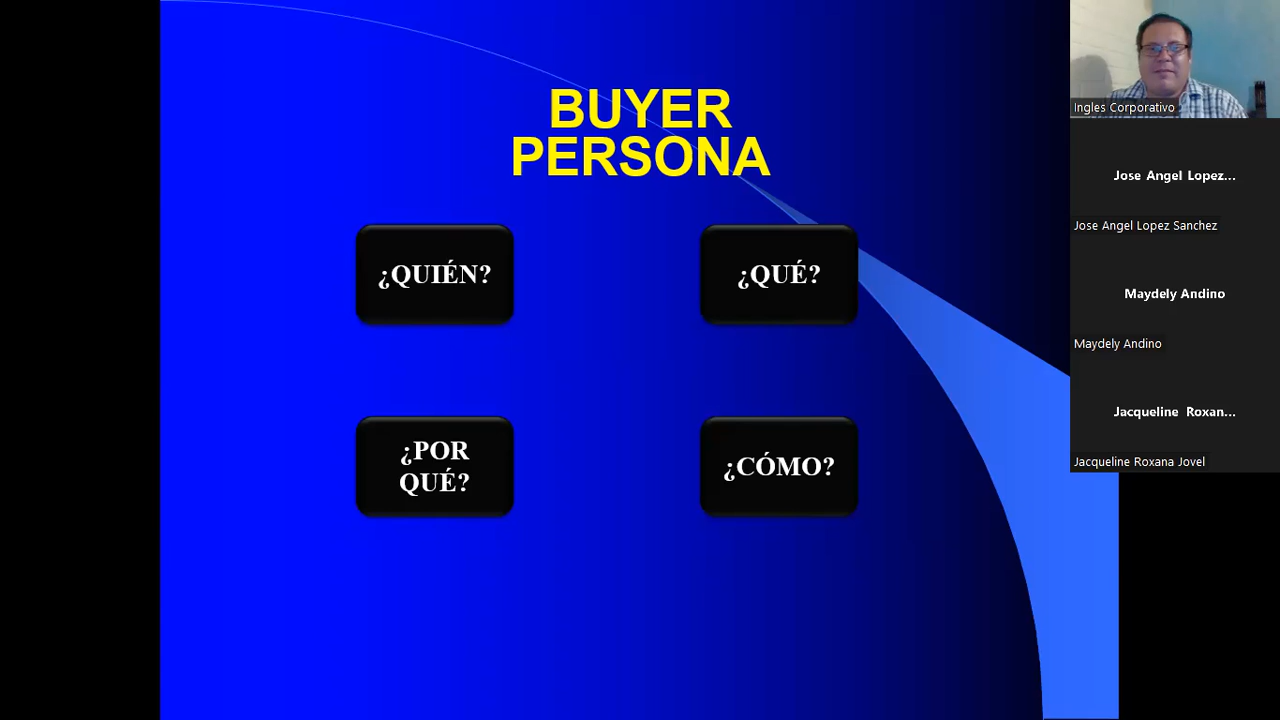 BUYER
PERSONA
¿QUIÉN?
¿QUÉ?
¿POR
QUÉ?
¿CÓMO?
Ingles Corporativo
Jose Angel Lopez...
Jose Angel Lopez Sanchez
Maydely Andino
Maydely Andino
Jacqueline Roxan...
Jacqueline Roxana Jovel